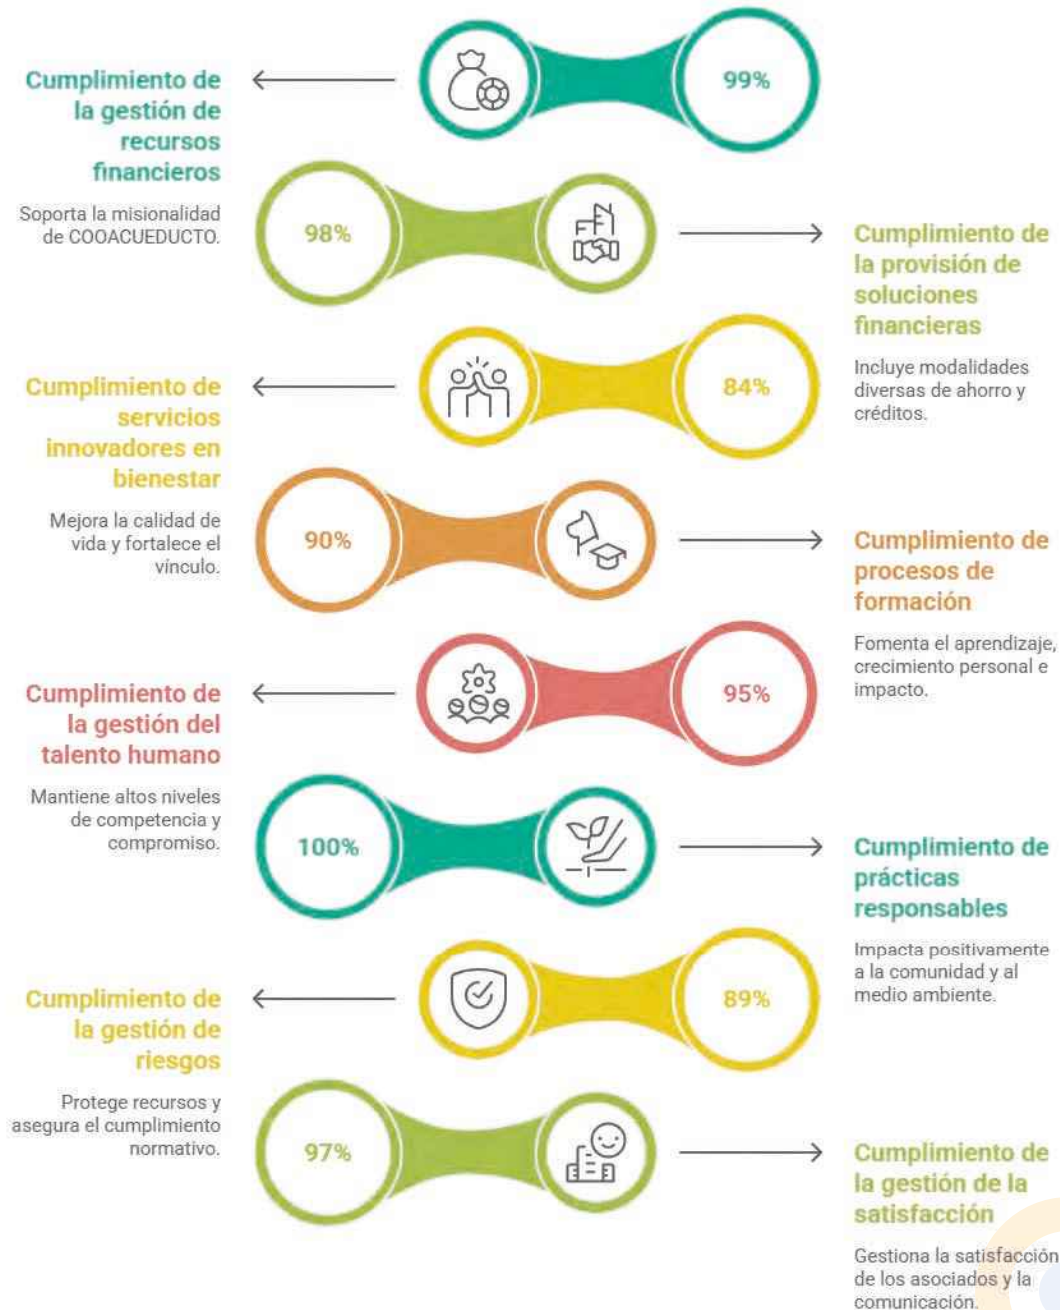 Cumplimiento de
la gestión de
recursos
financieros
Soporta la misionalidad
de COOACUEDUCTO.
99%
98%
Cumplimiento de
la provisión de
soluciones
financieras
Incluye modalidades
diversas de ahorro y
créditos.
Cumplimiento de
servicios
innovadores en
bienestar
Mejora la calidad de
vida y fortalece el
vínculo.
84%
90%
Cumplimiento de
procesos de
formación
Fomenta el aprendizaje,
crecimiento personal e
impacto.
Cumplimiento de
la gestión del
talento humano
Mantiene altos niveles
de competencia y
compromiso.
95%
100%
Cumplimiento de
prácticas
responsables
Impacta positivamente
a la comunidad y al
medio ambiente.
Cumplimiento de
la gestión de
riesgos
Protege recursos y
asegura el cumplimiento
normativo.
89%
97%
Cumplimiento de
la gestión de la
satisfacción
Gestiona la satisfacción
de los asociados y la
comunicación.